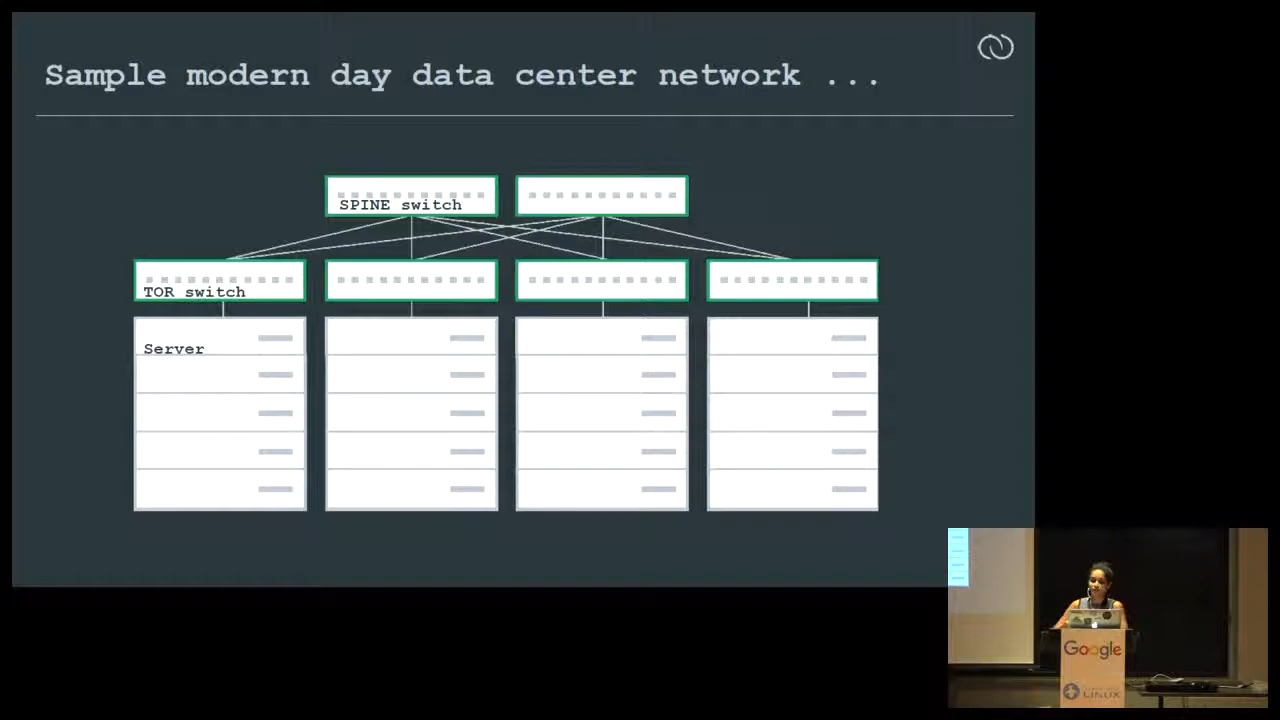 Sample modern day data center network ...
SPINE switch
TOR switch
Server
Google
LINUX